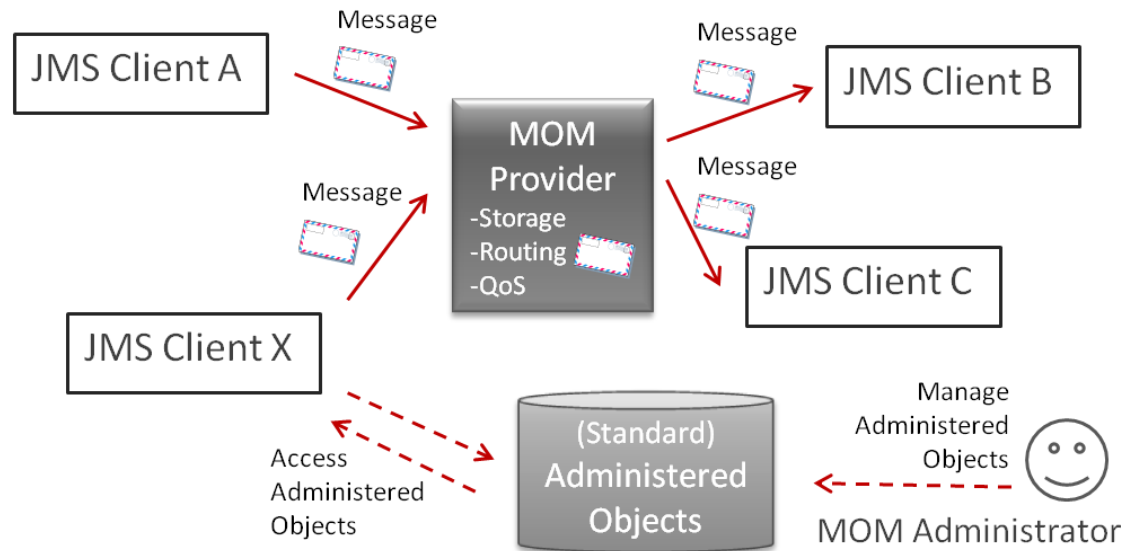 Message
JMS Client A
Message
JMS Client B
MOM
Provider
-Storage
-Routing
-QoS
Message
Message
JMS Client C
JMS Client X
Access
Administered
Objects
(Standard)
Administered
Objects
Manage
Administered
Objects
MOM Administrator